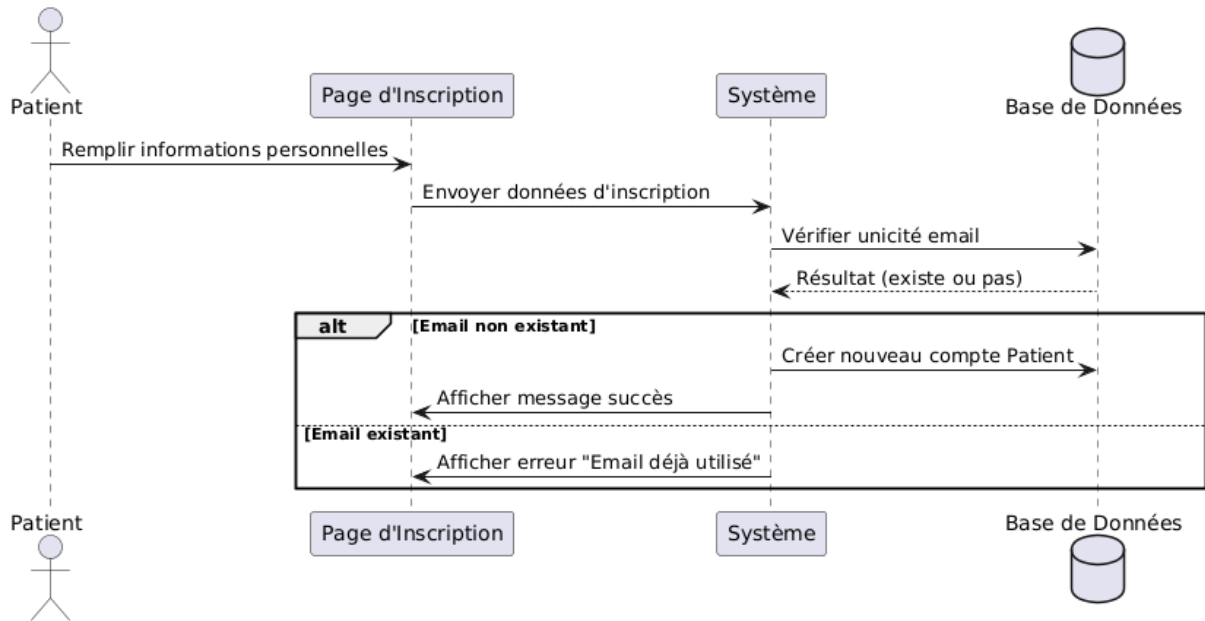 Patient
Page d'Inscription
Système
Base de Données
Remplir informations personnelles
Envoyer données d'inscription
Vérifier unicité email
Résultat (existe ou pas)
alt
[Email non existant]
Créer nouveau compte Patient
Afficher message succès
[Email existant]
Afficher erreur "Email déjà utilisé"
Patient
Page d'Inscription
Système
Base de Données